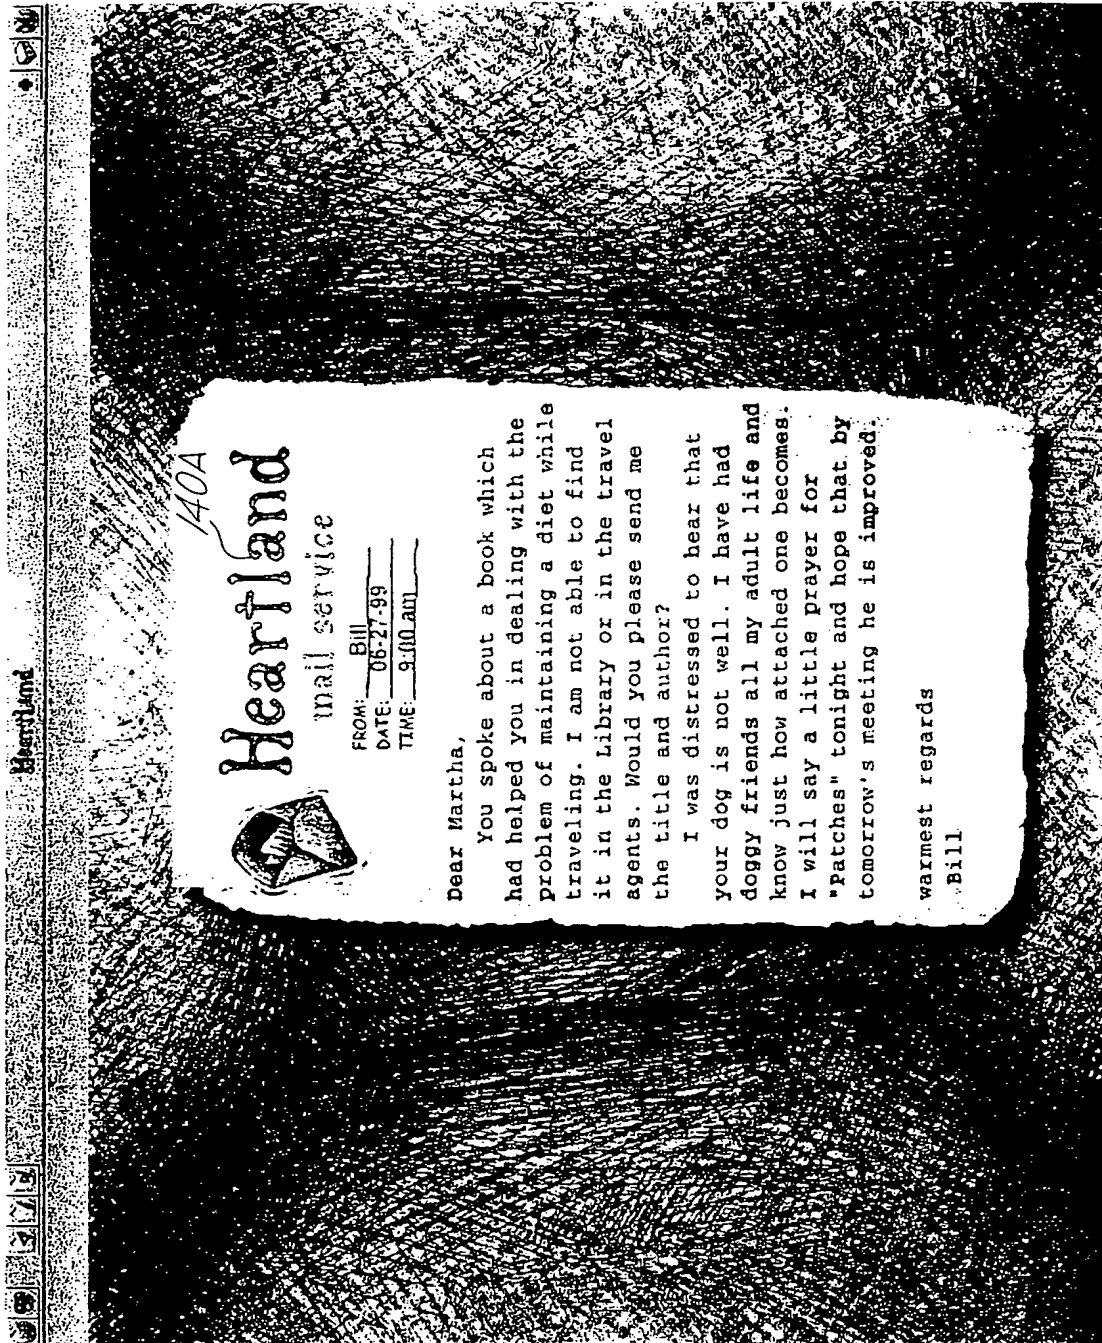 Heartland
140A
Heartland
mail service
FROM: Bill
DATE: 06-27-99
TIME: 9:00 am
Dear Martha,
You spoke about a book which
had helped you in dealing with the
problem of maintaining a diet while
traveling. I am not able to find
it in the Library or in the travel
agents. Would you please send me
the title and author?
I was distressed to hear that
your dog is not well. I have had
doggy friends all my adult life and
know just how attached one becomes.
I will say a little prayer for
"Patches" tonight and hope that by
tomorrow's meeting he is improved.
warmest regards
Bill